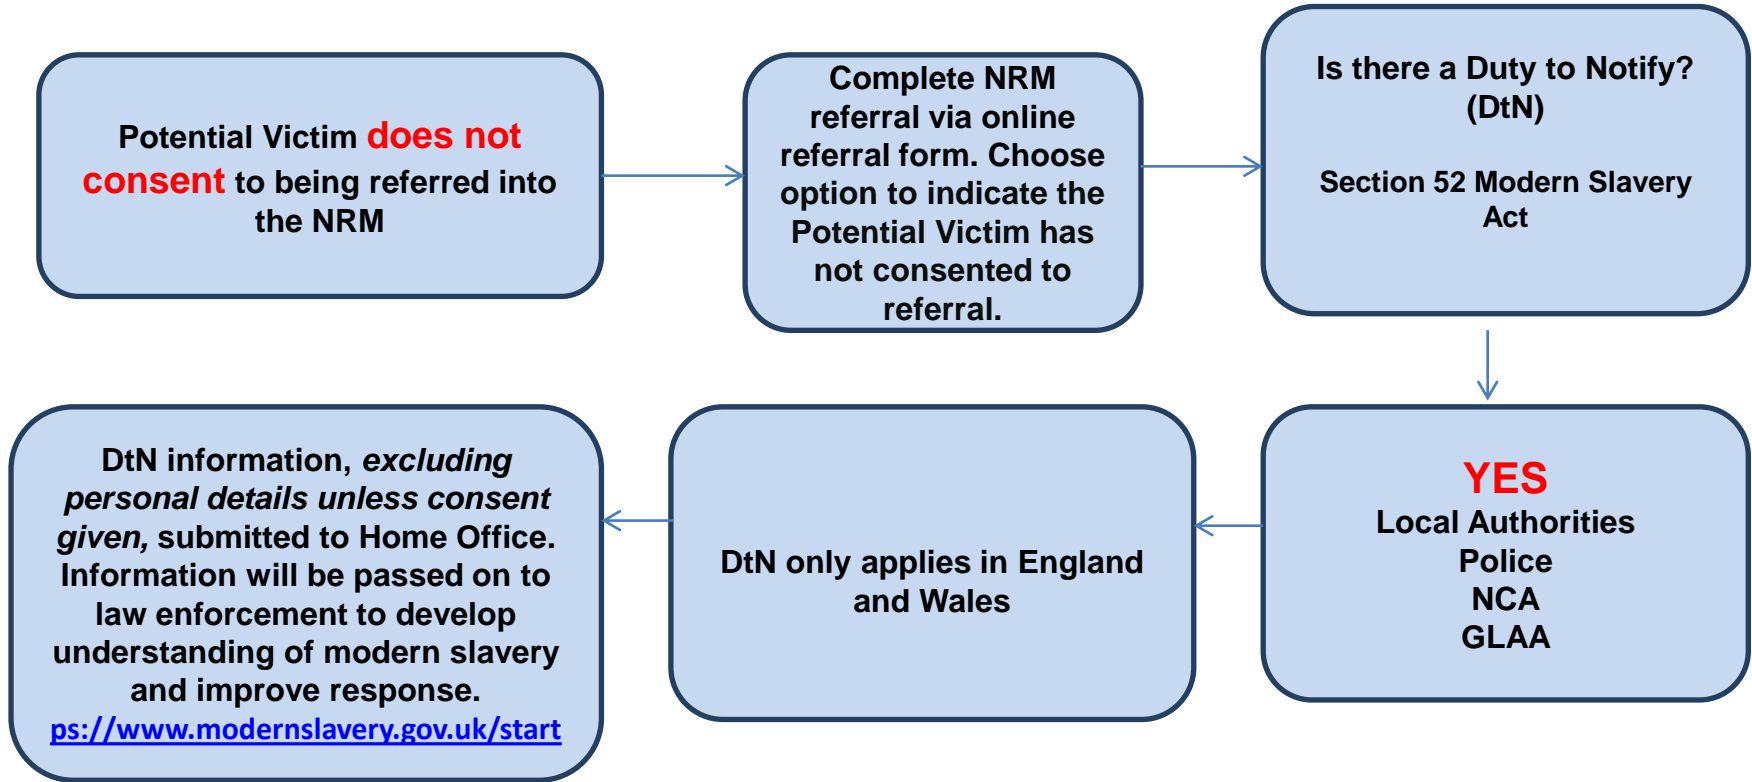 Potential Victim does not
consent to being referred into
the NRM
Complete NRM
referral via online
referral form. Choose
option to indicate the
Potential Victim has
not consented to
referral.
Is there a Duty to Notify?
(DtN)
Section 52 Modern Slavery
Act
YES
Local Authorities
Police
NCA
GLAA
DtN only applies in England
and Wales
DtN information, excluding
personal details unless consent
given, submitted to Home Office.
Information will be passed on to
law enforcement to develop
understanding of modern slavery
and improve response.
ps://www.modernslavery.gov.uk/start